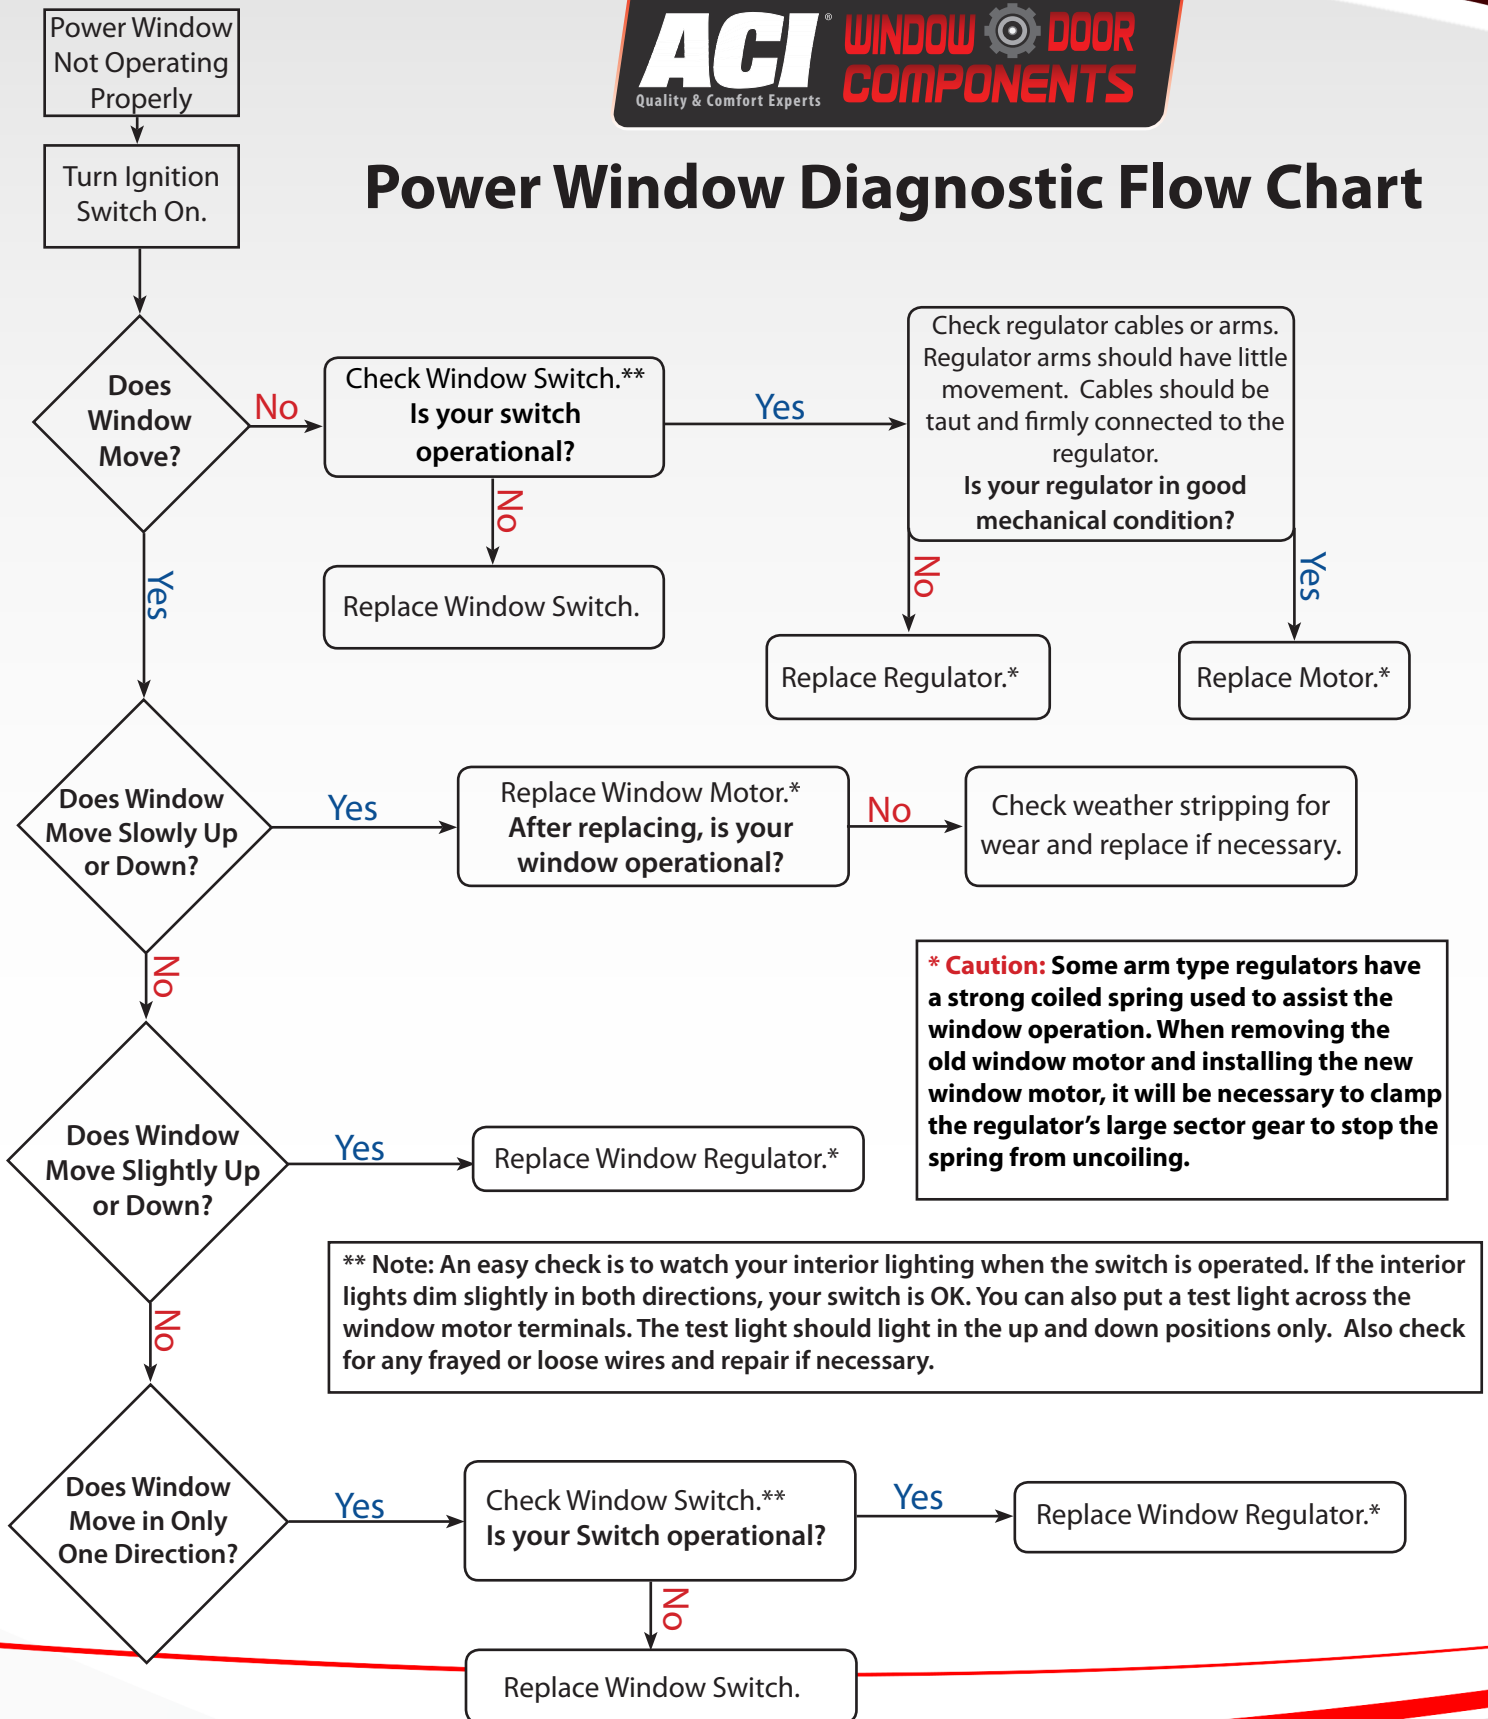 Power Window
Not Operating
Properly
ACI®
Quality & Comfort Experts
WINDOW DOOR
COMPONENTS
Turn Ignition
Switch On.
Power Window Diagnostic Flow Chart
Does
Window
Move?
No
Check Window Switch.**
Is your switch
operational?
Yes
Check regulator cables or arms.
Regulator arms should have little
movement. Cables should be
taut and firmly connected to the
regulator.
Is your regulator in good
mechanical condition?
No
Replace Window Switch.
No
Replace Regulator.*
Yes
Replace Motor.*
Yes
Does Window
Move Slowly Up
or Down?
Yes
Replace Window Motor.*
After replacing, is your
window operational?
No
Check weather stripping for
wear and replace if necessary.
No
* Caution: Some arm type regulators have
a strong coiled spring used to assist the
window operation. When removing the
old window motor and installing the new
window motor, it will be necessary to clamp
the regulator's large sector gear to stop the
spring from uncoiling.
Does Window
Move Slightly Up
or Down?
Yes
Replace Window Regulator.*
** Note: An easy check is to watch your interior lighting when the switch is operated. If the interior
lights dim slightly in both directions, your switch is OK. You can also put a test light across the
window motor terminals. The test light should light in the up and down positions only. Also check
for any frayed or loose wires and repair if necessary.
No
Does Window
Move in Only
One Direction?
Yes
Check Window Switch.**
Is your Switch operational?
Yes
Replace Window Regulator.*
No
Replace Window Switch.